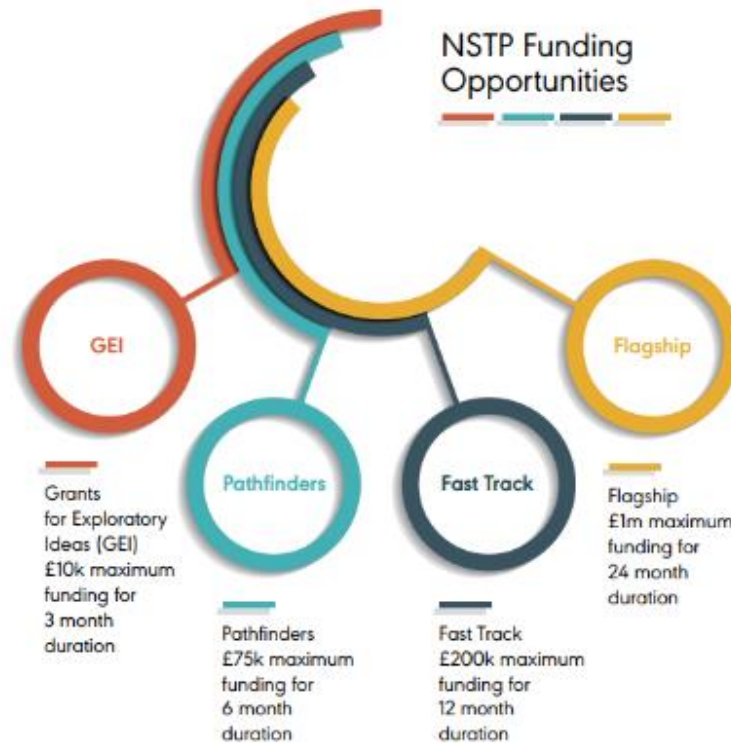 NSTP Funding
Opportunities
GEI
Flagship
Pathfinders
Fast Track
Grants
for Exploratory
Ideas (GEI)
£10k maximum
funding for
3 month
duration
Pathfinders
£75k maximum
funding for
6 month
duration
Fast Track
£200k maximum
funding for
12 month
duration
Flagship
£1m maximum
funding for
24 month
duration